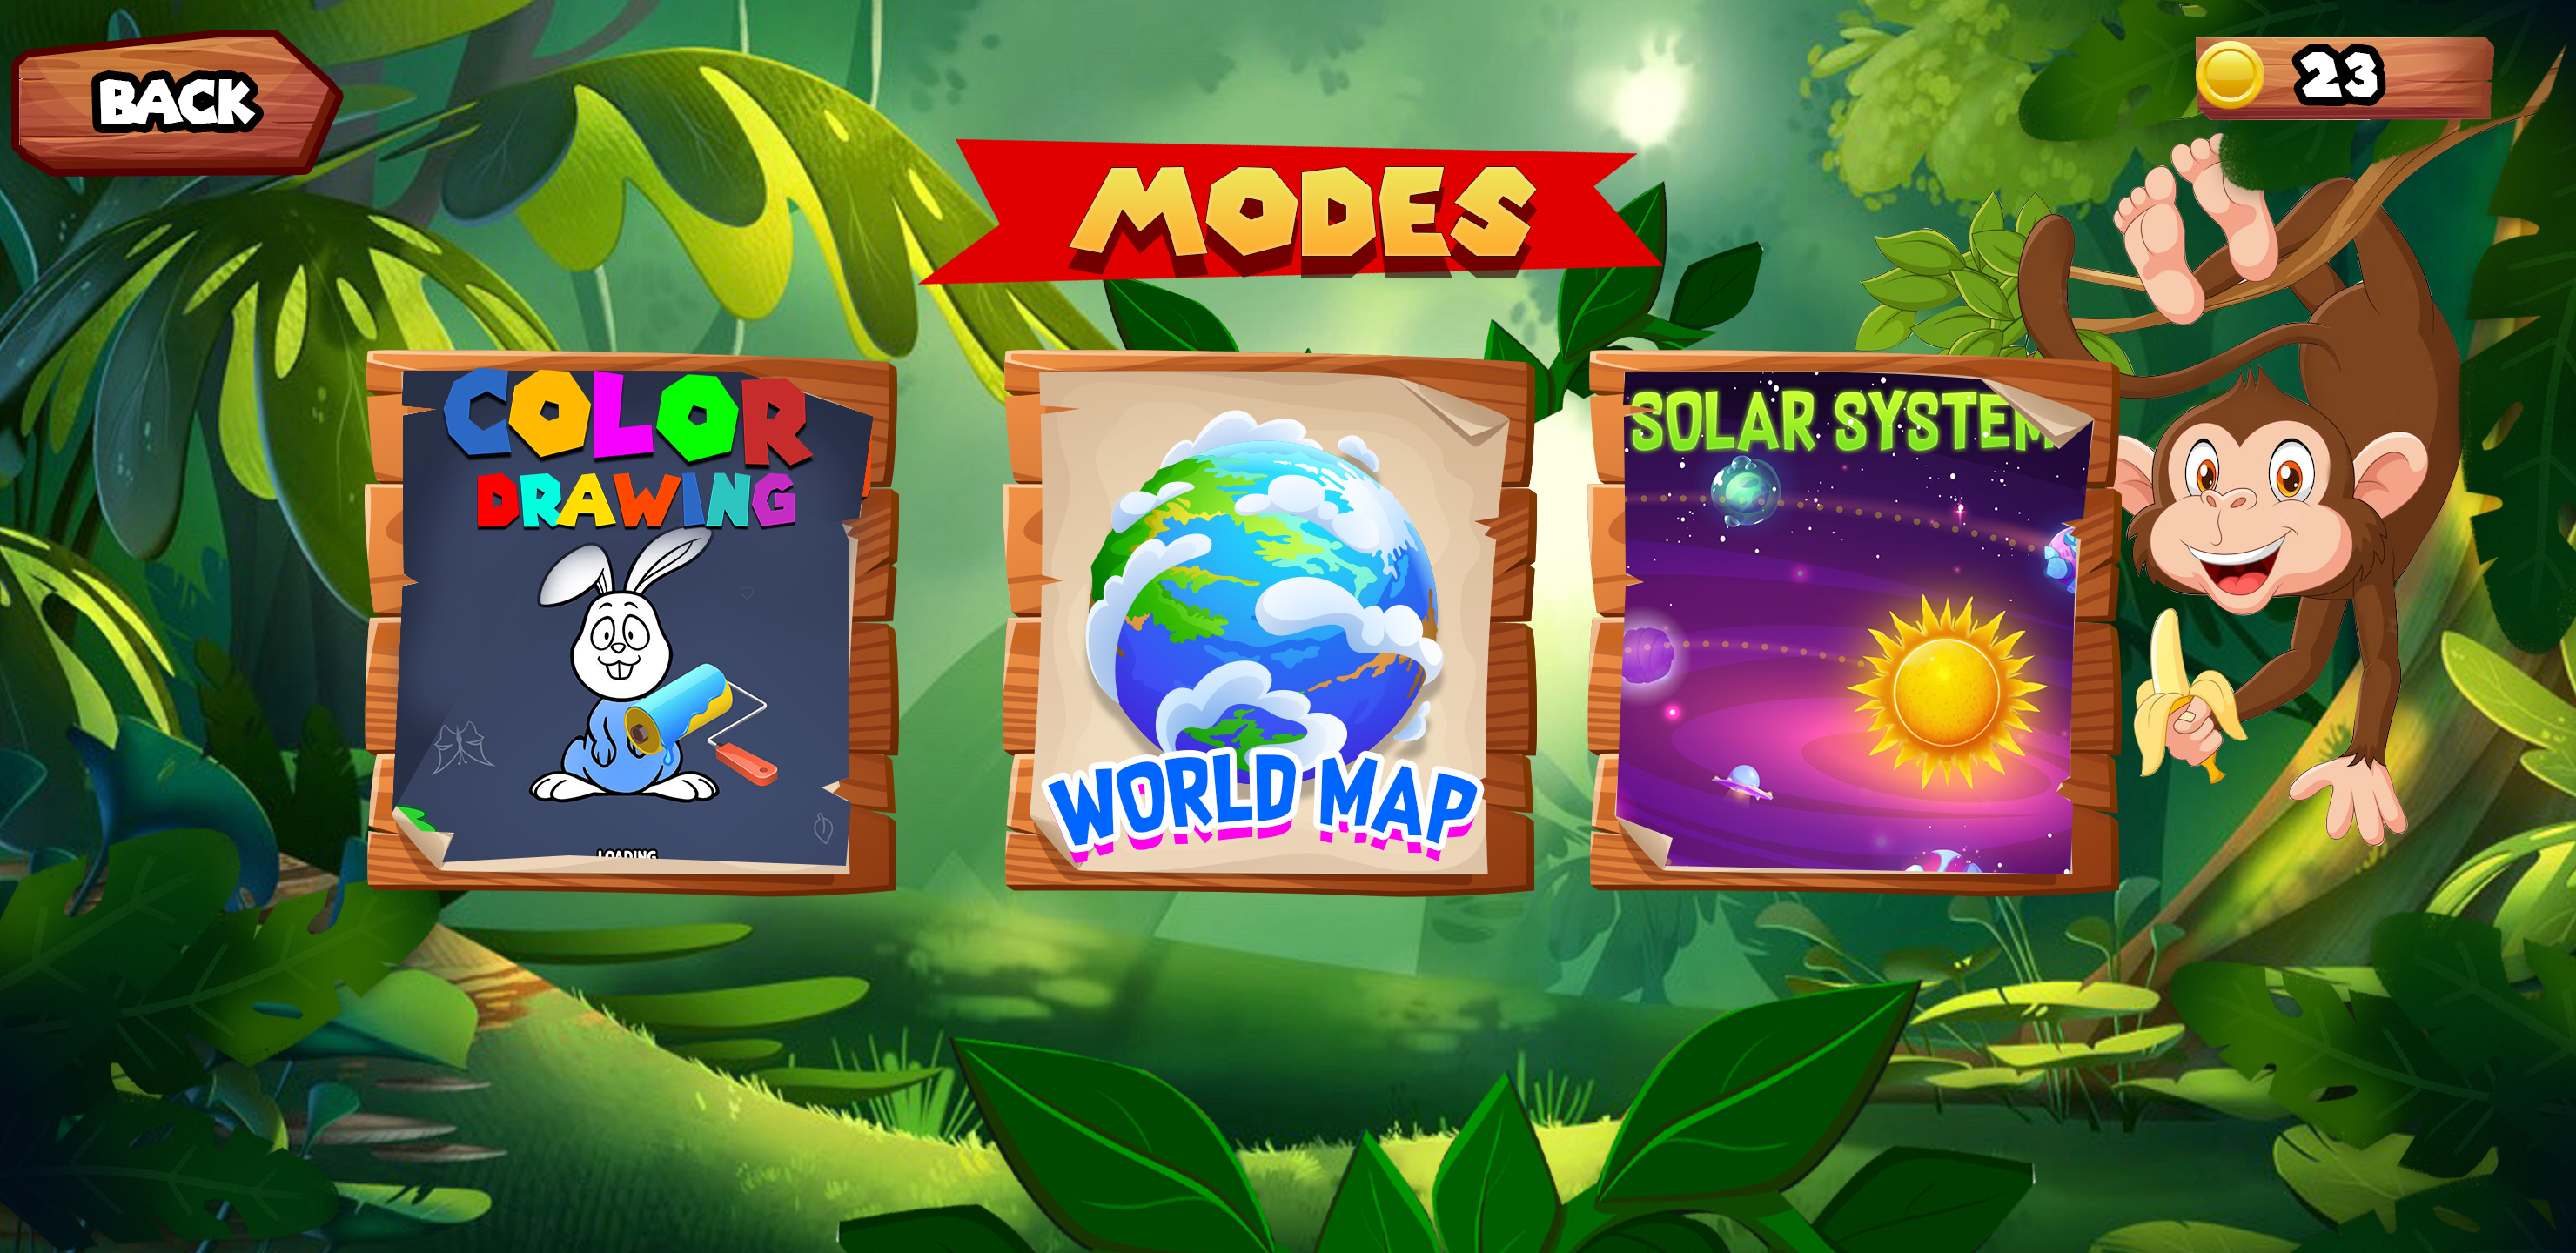 BACK
23
MODES
COLOR
DRAWING
LOADING
WORLD MAP
SOLAR SYSTEM